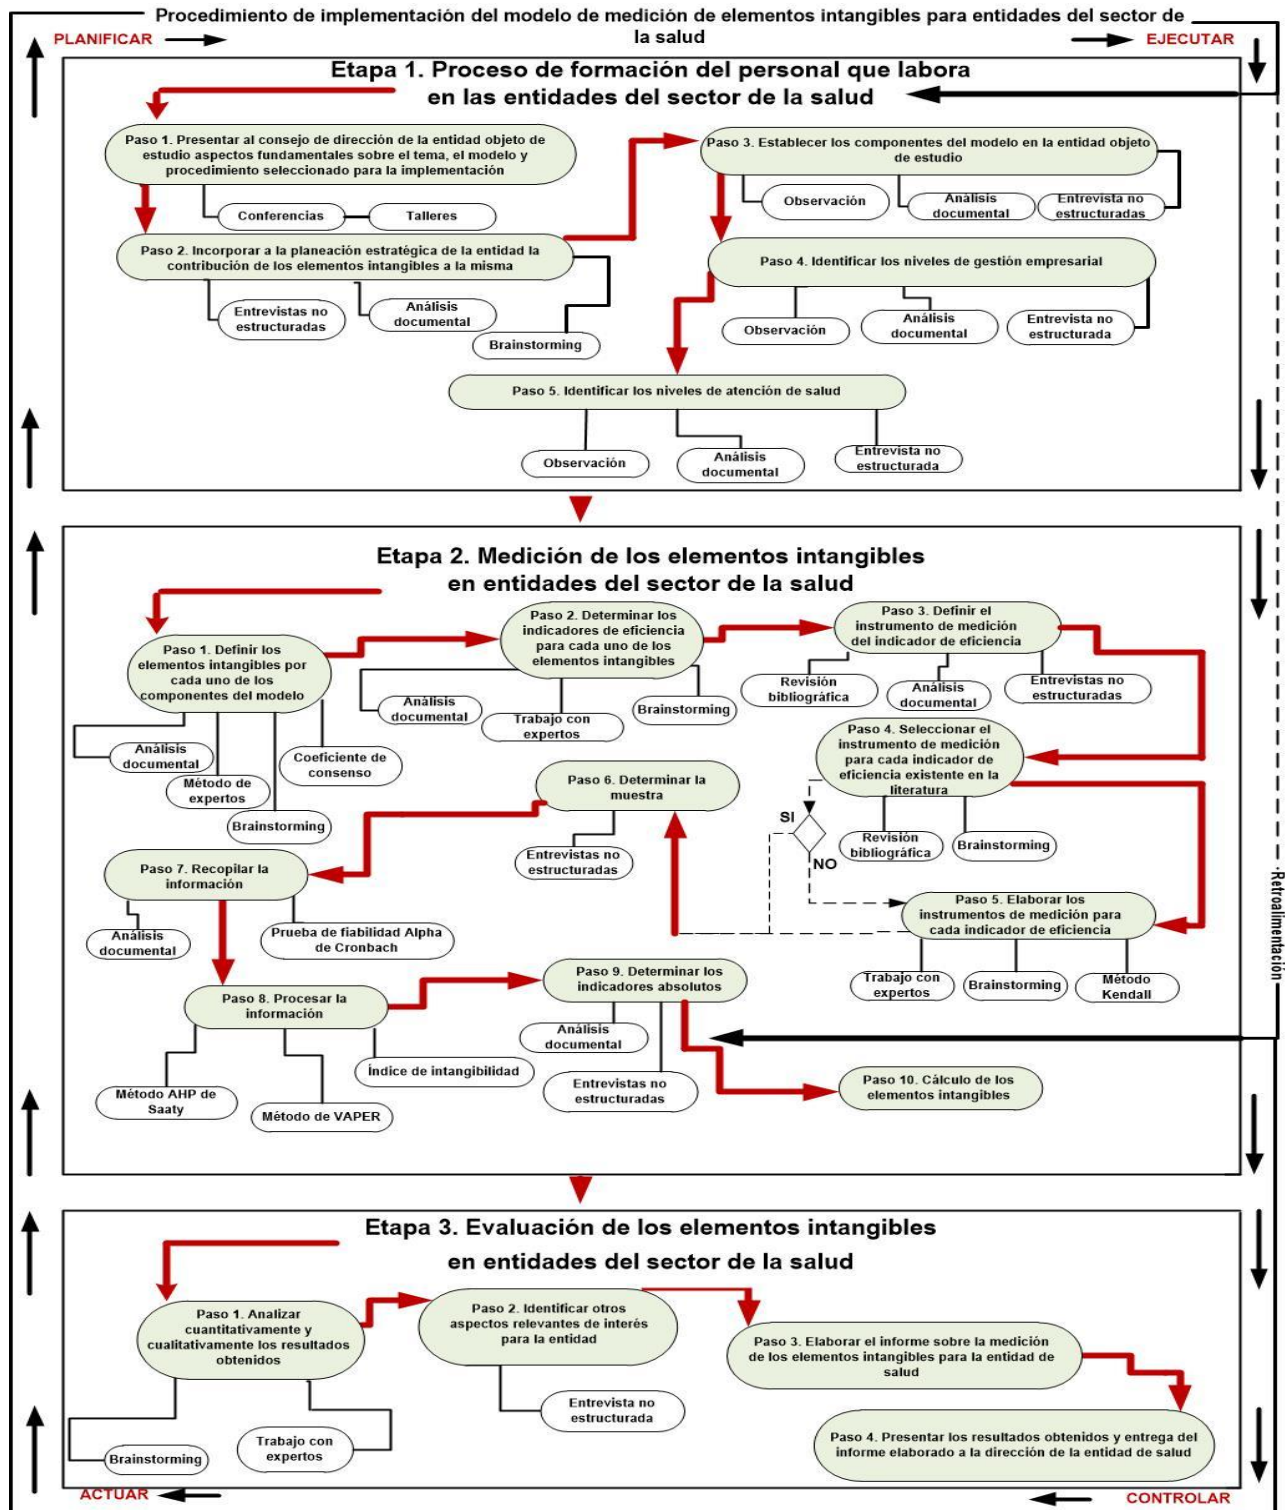 Procedimiento de implementación del modelo de medición de elementos intangibles para entidades del sector de
la salud
PLANIFICAR
EJECUTAR
Etapa 1. Proceso de formación del personal que labora
en las entidades del sector de la salud
Paso 1. Presentar al consejo de dirección de la entidad objeto de
estudio aspectos fundamentales sobre el tema, el modelo y
procedimiento seleccionado para la implementación
Conferencias
Talleres
Paso 2. Incorporar a la planeación estratégica de la entidad la
contribución de los elementos intangibles a la misma
Entrevistas no
estructuradas
Análisis
documental
Brainstorming
Paso 3. Establecer los componentes del modelo en la entidad objeto
de estudio
Observación
Análisis
documental
Entrevista no
estructuradas
Paso 4. Identificar los niveles de gestión empresarial
Observación
Análisis
documental
Entrevista no
estructurada
Paso 5. Identificar los niveles de atención de salud
Observación
Análisis
documental
Entrevista no
estructurada
Etapa 2. Medición de los elementos intangibles
en entidades del sector de la salud
Paso 1. Definir los
elementos intangibles por
cada uno de los
componentes del modelo
Análisis
documental
Método de
expertos
Brainstorming
Coeficiente de
consenso
Paso 2. Determinar los
indicadores de eficiencia
para cada uno de los
elementos intangibles
Análisis
documental
Trabajo con
expertos
Brainstorming
Paso 3. Definir el
instrumento de medición
del indicador de eficiencia
Revisión
bibliográfica
Análisis
documental
Entrevistas no
estructuradas
Paso 4. Seleccionar el
instrumento de medición
para cada indicador de
eficiencia existente en la
literatura
SI
NO
Revisión
bibliográfica
Brainstorming
Paso 5. Elaborar los
instrumentos de medición para
cada indicador de eficiencia
Trabajo con
expertos
Brainstorming
Método
Kendall
Paso 6. Determinar la
muestra
Entrevistas no
estructuradas
Paso 7. Recopilar la
información
Análisis
documental
Prueba de fiabilidad Alpha
de Cronbach
Paso 8. Procesar la
información
Método AHP de
Saaty
Método de VAPER
Índice de intangibilidad
Paso 9. Determinar los
indicadores absolutos
Análisis
documental
Entrevistas no
estructuradas
Paso 10. Cálculo de los
elementos intangibles
Retroalimentación
Etapa 3. Evaluación de los elementos intangibles
en entidades del sector de la salud
Paso 1. Analizar
cuantitativamente y
cualitativamente los resultados
obtenidos
Brainstorming
Trabajo con
expertos
Paso 2. Identificar otros
aspectos relevantes de interés
para la entidad
Entrevista no
estructurada
Paso 3. Elaborar el informe sobre la medición
de los elementos intangibles para la entidad de
salud
Paso 4. Presentar los resultados obtenidos y entrega del
informe elaborado a la dirección de la entidad de salud
ACTUAR
CONTROLAR